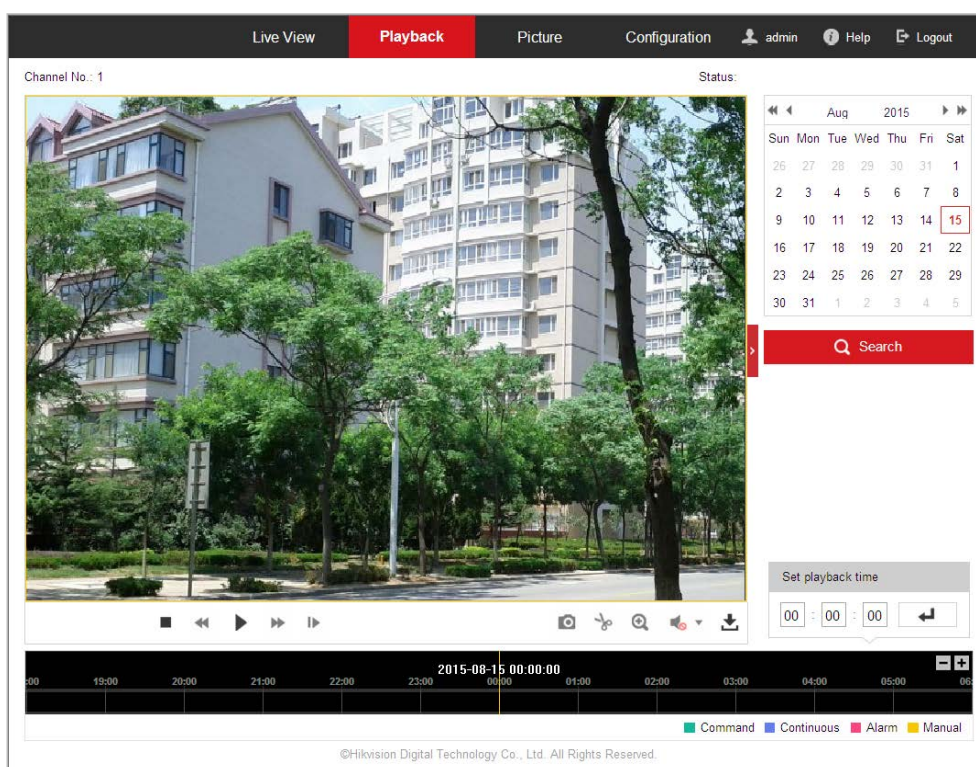 Live View Playback Picture Configuration admin Help Logout
Channel No.: 1 Status:
Aug 2015
Sun Mon Tue Wed Thu Fri Sat
26 27 28 29 30 31 1
2 3 4 5 6 7 8
9 10 11 12 13 14 15
16 17 18 19 20 21 22
23 24 25 26 27 28 29
30 31 1 2 3 4 5
Search
Set playback time
00 : 00 : 00
2015-08-15 00:00:00
:00 19:00 20:00 21:00 22:00 23:00 00:00 01:00 02:00 03:00 04:00 05:00 06:
Command Continuous Alarm Manual
©Hikvision Digital Technology Co., Ltd. All Rights Reserved.